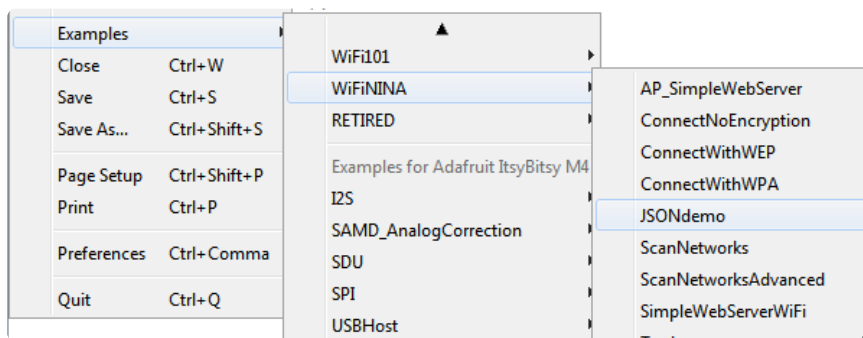 Examples
Close Ctrl+W
Save Ctrl+S
Save As... Ctrl+Shift+S
Page Setup Ctrl+Shift+P
Print Ctrl+P
Preferences Ctrl+Comma
Quit Ctrl+Q
WiFi101
WiFiNINA
RETIRED
Examples for Adafruit ItsyBitsy M4
I2S
SAMD_AnalogCorrection
SDU
SPI
USBHost
AP_SimpleWebServer
ConnectNoEncryption
ConnectWithWEP
ConnectWithWPA
JSONdemo
ScanNetworks
ScanNetworksAdvanced
SimpleWebServerWiFi